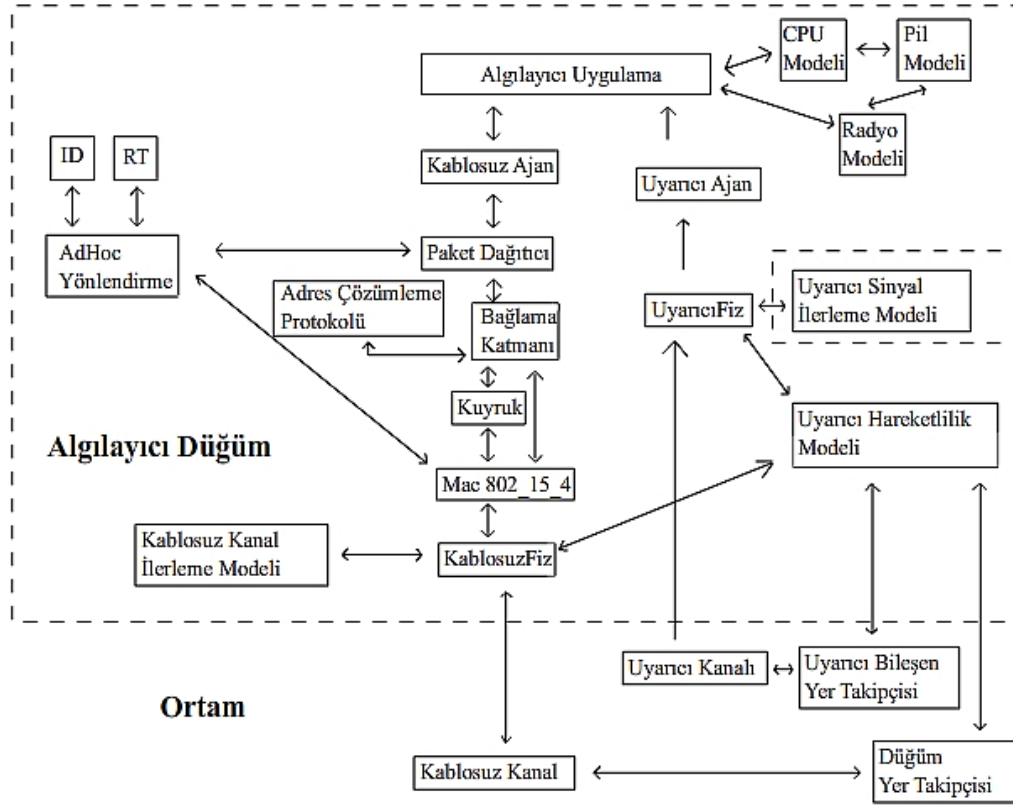 CPU
Modeli
Pil
Modeli
Algılayıcı Uygulama
Radyo
Modeli
ID
RT
Kablosuz Ajan
Uyarıcı Ajan
AdHoc
Yönlendirme
Paket Dağıtıcı
Adres Çözümleme
Protokolü
Bağlama
Katmanı
UyarıcıFiz
Uyarıcı Sinyal
İlerleme Modeli
Kuyruk
Uyarıcı Hareketlilik
Modeli
Algılayıcı Düğüm
Mac 802_15_4
Kablosuz Kanal
İlerleme Modeli
KablosuzFiz
Uyarıcı Kanalı
Uyarıcı Bileşen
Yer Takipçisi
Ortam
Kablosuz Kanal
Düğüm
Yer Takipçisi